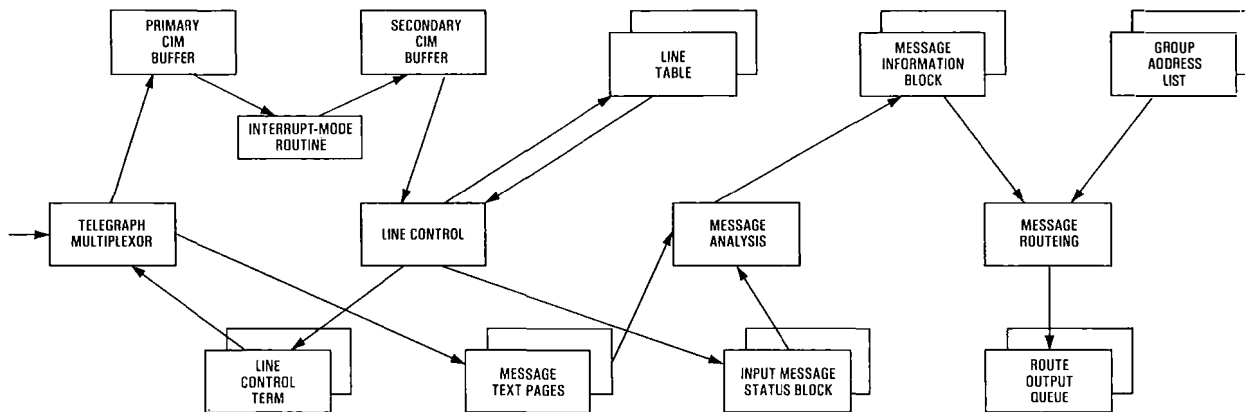 PRIMARY
CIM
BUFFER
SECONDARY
CIM
BUFFER
LINE
TABLE
MESSAGE
INFORMATION
BLOCK
GROUP
ADDRESS
LIST
INTERRUPT-MODE
ROUTINE
TELEGRAPH
MULTIPLEXOR
LINE CONTROL
MESSAGE
ANALYSIS
MESSAGE
ROUTEING
LINE
CONTROL
TERM
MESSAGE
TEXT PAGES
INPUT MESSAGE
STATUS BLOCK
ROUTE
OUTPUT
QUEUE